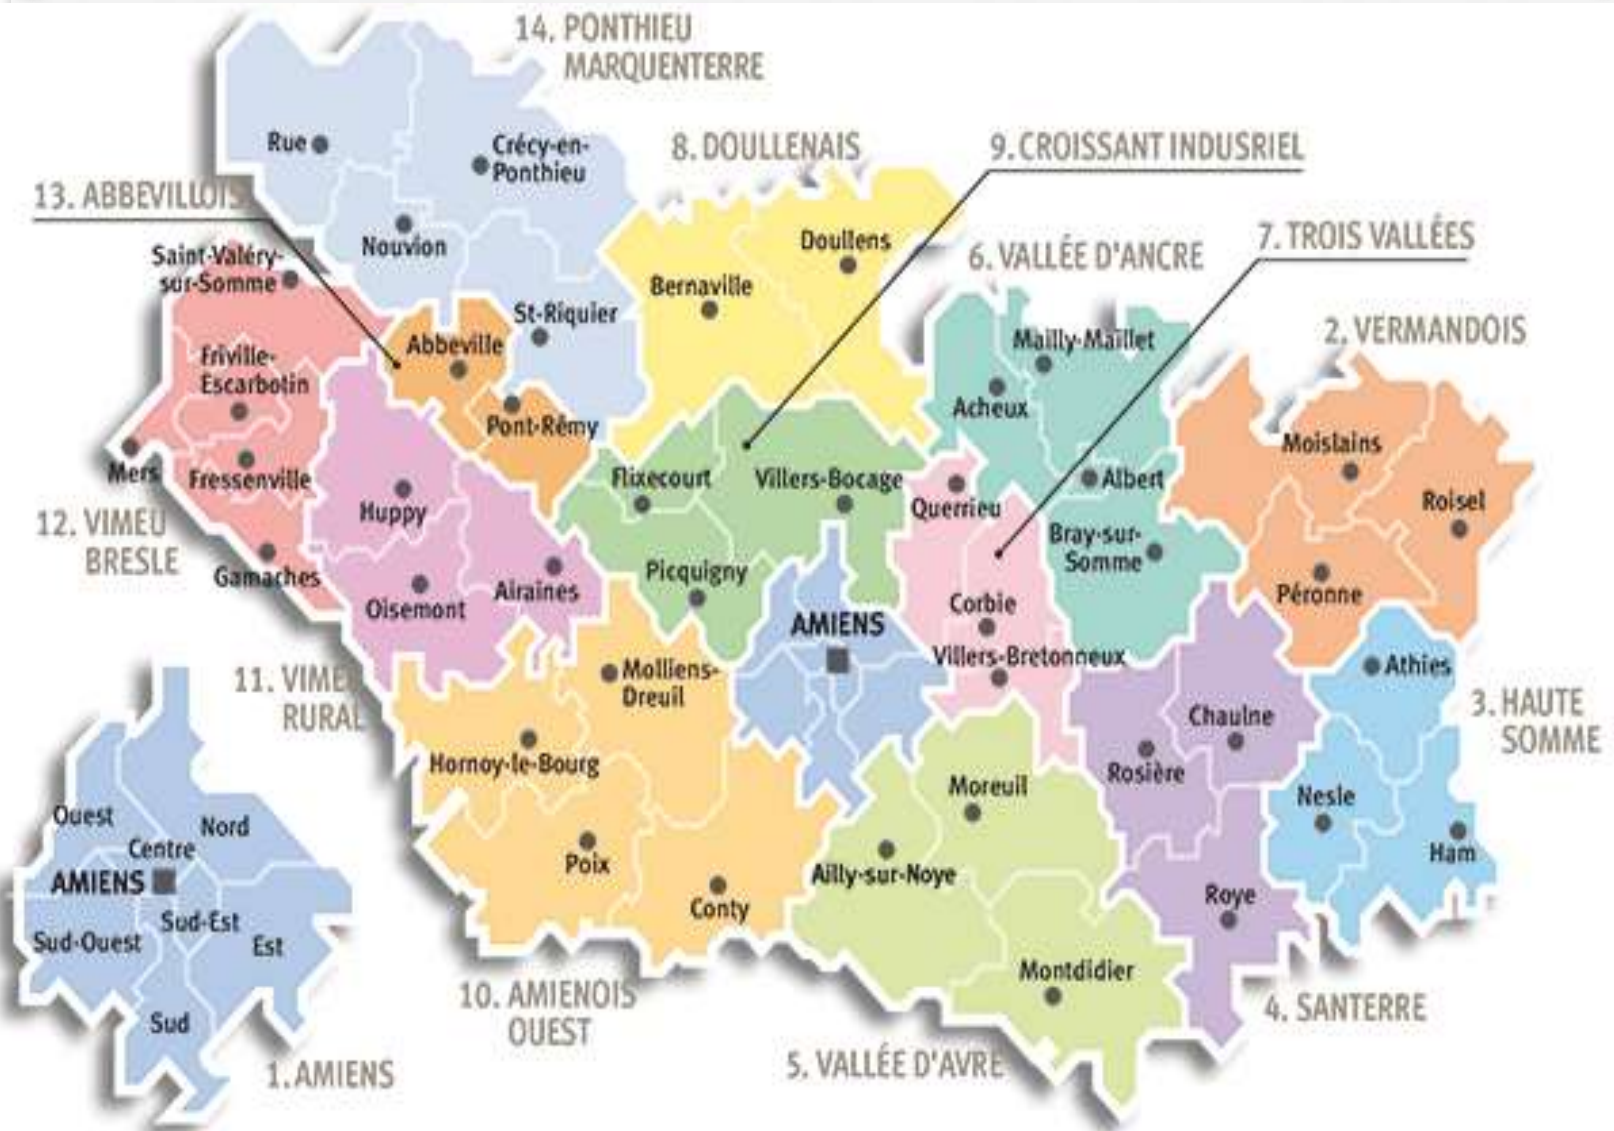 14. PONTHIEU
MARQUENTERRE
8. DOULLENAIS
9. CROISSANT INDUSRIEL
13. ABBEVILLOIS
7. TROIS VALLÉES
6. VALLÉE D'ANCRE
2. VERMANDOIS
Rue
Crécy-en-
Ponthieu
Nouvion
Saint-Valéry-
sur-Somme
St-Riquier
Abbeville
Pont-Rémy
Bernaville
Doullens
Friville-
Escarbotin
Mers
Fressenville
Gamaches
12. VIMEU
BRESLE
Huppy
Oisemont
Airaines
Flixecourt
Villers-Bocage
Picquigny
Mailly-Maillet
Acheux
Albert
Bray-sur-
Somme
Querrieu
Corbie
Villers-Bretonneux
Moislains
Roisel
Péronne
AMIENS
11. VIMEU
RURAL
Molliens-
Dreuil
Hornoy-le-Bourg
Poix
Conty
Moreuil
Ailly-sur-Noye
Montdidier
Chaulne
Rosière
Roye
Athies
Nesle
Ham
3. HAUTE
SOMME
Ouest
Nord
Centre
AMIENS
Sud-Est
Sud-Ouest
Est
Sud
1. AMIENS
10. AMIENOIS
OUEST
5. VALLÉE D'AVRE
4. SANTERRE